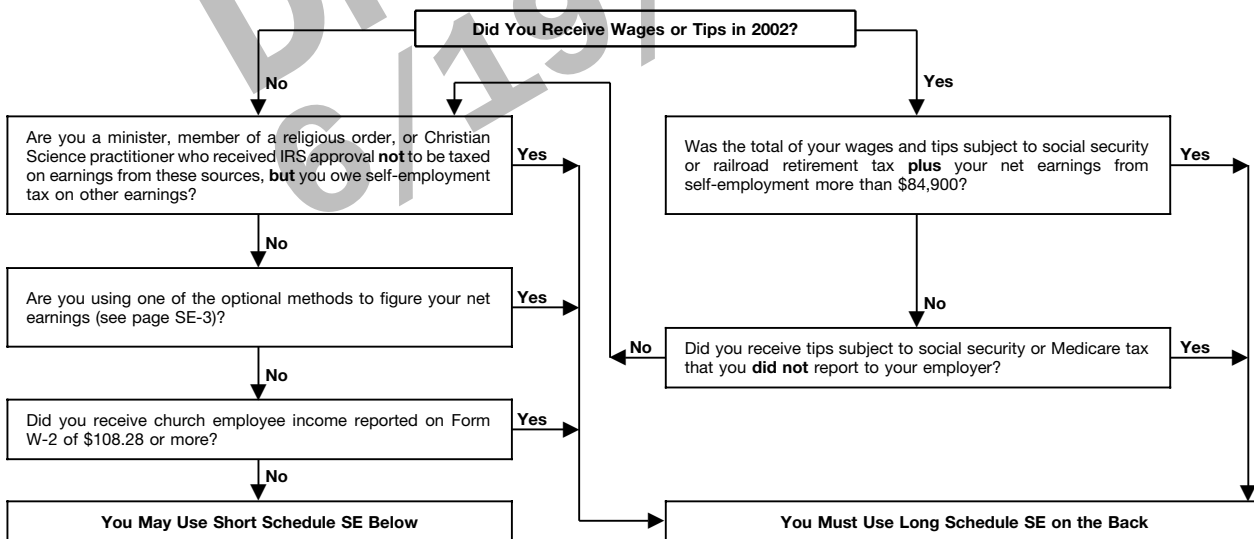 Did You Receive Wages or Tips in 2002?
No
Yes
Are you a minister, member of a religious order, or Christian
Science practitioner who received IRS approval not to be taxed
on earnings from these sources, but you owe self-employment
tax on other earnings?
Yes
Was the total of your wages and tips subject to social security
or railroad retirement tax plus your net earnings from
self-employment more than $84,900?
Yes
No
Are you using one of the optional methods to figure your net
earnings (see page SE-3)?
Yes
No
No
Did you receive tips subject to social security or Medicare tax
that you did not report to your employer?
Yes
No
Did you receive church employee income reported on Form
W-2 of $108.28 or more?
Yes
No
You May Use Short Schedule SE Below
You Must Use Long Schedule SE on the Back